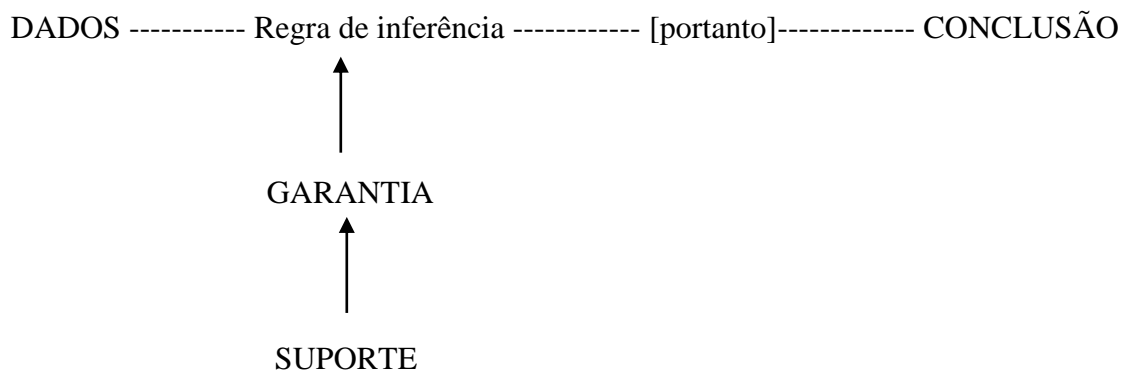 DADOS ----------- Regra de inferência ------------ [portanto]------------- CONCLUSÃO
GARANTIA
SUPORTE